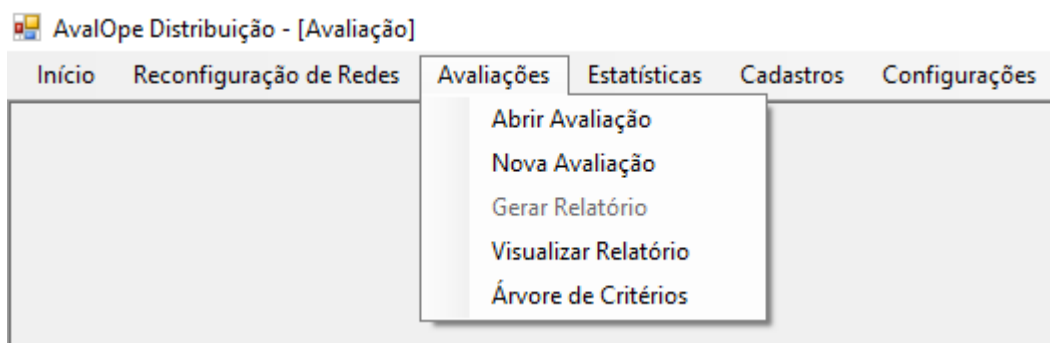 AvalOpe Distribuição - [Avaliação]
Início Reconfiguração de Redes Avaliações Estatísticas Cadastros Configurações
Abrir Avaliação
Nova Avaliação
Gerar Relatório
Visualizar Relatório
Árvore de Critérios